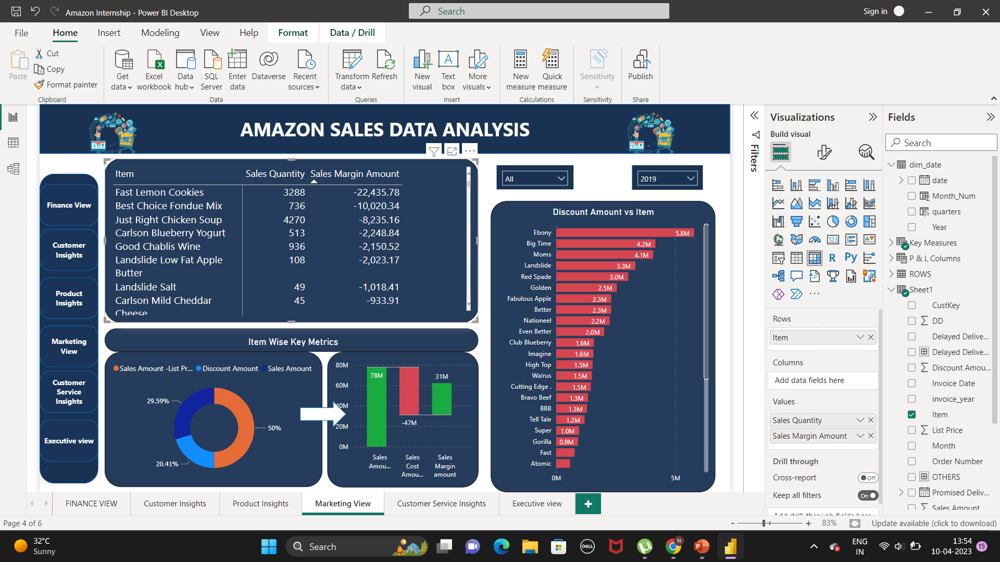 Amazon Internship - Power BI Desktop
Search
Sign in
File
Home
Insert
Modeling
View
Help
Format
Data / Drill
Paste
Cut
Copy
Format painter
Clipboard
Get data
Excel workbook
Data hub
SQL Server
Enter data
Dataverse
Recent sources
Data
Transform data
Refresh
Queries
New visual
A
Text box
More visuals
Insert
New measure
Quick measure
Calculations
Sensitivity
Sensitivity
Publish
Share
AMAZON SALES DATA ANALYSIS
Finance View
Customer
Insights
Product
Insights
Marketing
View
Customer
Service
Insights
Executive view
Item Sales Quantity Sales Margin Amount
Fast Lemon Cookies 3288 -22,435.78
Best Choice Fondue Mix 736 -10,020.34
Just Right Chicken Soup 4270 -8,235.16
Carlson Blueberry Yogurt 513 -2,248.84
Good Chablis Wine 936 -2,150.52
Landslide Low Fat Apple 108 -2,023.17
Butter
Landslide Salt 49 -1,018.41
Carlson Mild Cheddar 45 -933.91
Cheese
Item Wise Key Metrics
Sales Amount -List Pr... Discount Amount Sales Amount
29.59%
50%
20.41%
80M
60M
40M
20M
0M
78M
-47M
31M
Sales
Amou...
Sales
Cost
Amou...
Sales
Margin
amount
All
2019
Discount Amount vs Item
Ebony 5.8M
Big Time 4.2M
Moms 4.1M
Landslide 3.3M
Red Spade 3.0M
Golden 2.5M
Fabulous Apple 2.3M
Better 2.3M
Nationeel 2.2M
Even Better 2.0M
Club Blueberry 1.6M
Imagine 1.6M
High Top 1.5M
Walrus 1.5M
Cutting Edge . 1.5M
Bravo Beef 1.3M
BBB 1.3M
Tell Tale 1.2M
Super 1.0M
Gorilla 0.9M
Fast
Atomic
0M 5M
Filters
Visualizations
Build visual
123
R
Py
...
Rows
Item
Columns
Add data fields here
Values
Sales Quantity
Sales Margin Amount
Drill through
Cross-report
Off
Keep all filters
On
Add drill-through fields here
Fields
Search
dim_date
date
Month_Num
quarters
Year
Key Measures
P & L Columns
ROWS
Sheet1
CustKey
DD
Delayed Delive...
Delayed Delive...
Discount Amou...
Invoice Date
invoice_year
Item
List Price
Month
Order Number
OTHERS
Promised Deliv...
Sales Amount
FINANCE VIEW
Customer Insights
Product Insights
Marketing View
Customer Service Insights
Executive view
Page 4 of 6
- + 83%
Update available (click to download)
32°C
Sunny
Search
DELL
N
P
ENG
IN
13:54
10-04-2023
15